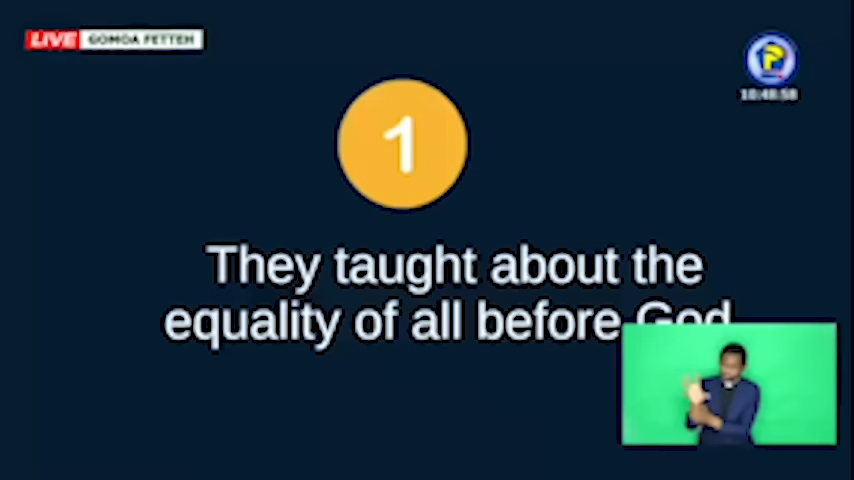 LIVE GOMOA FETTEH
10:48:58
1
They taught about the
equality of all before God